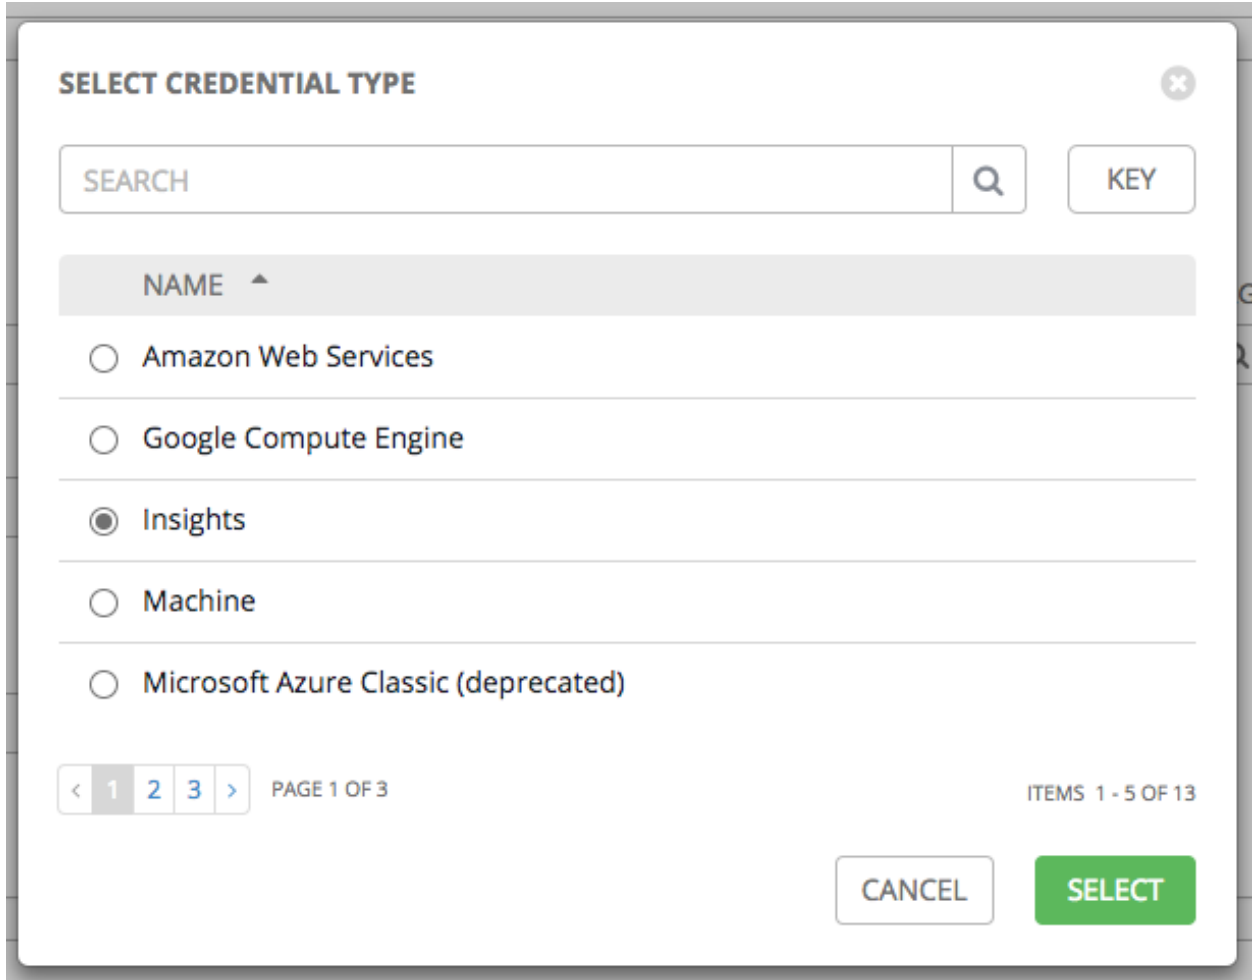 SELECT CREDENTIAL TYPE
SEARCH
KEY
NAME
Amazon Web Services
Google Compute Engine
Insights
Machine
Microsoft Azure Classic (deprecated)
< 1 2 3 > PAGE 1 OF 3
ITEMS 1 - 5 OF 13
CANCEL
SELECT